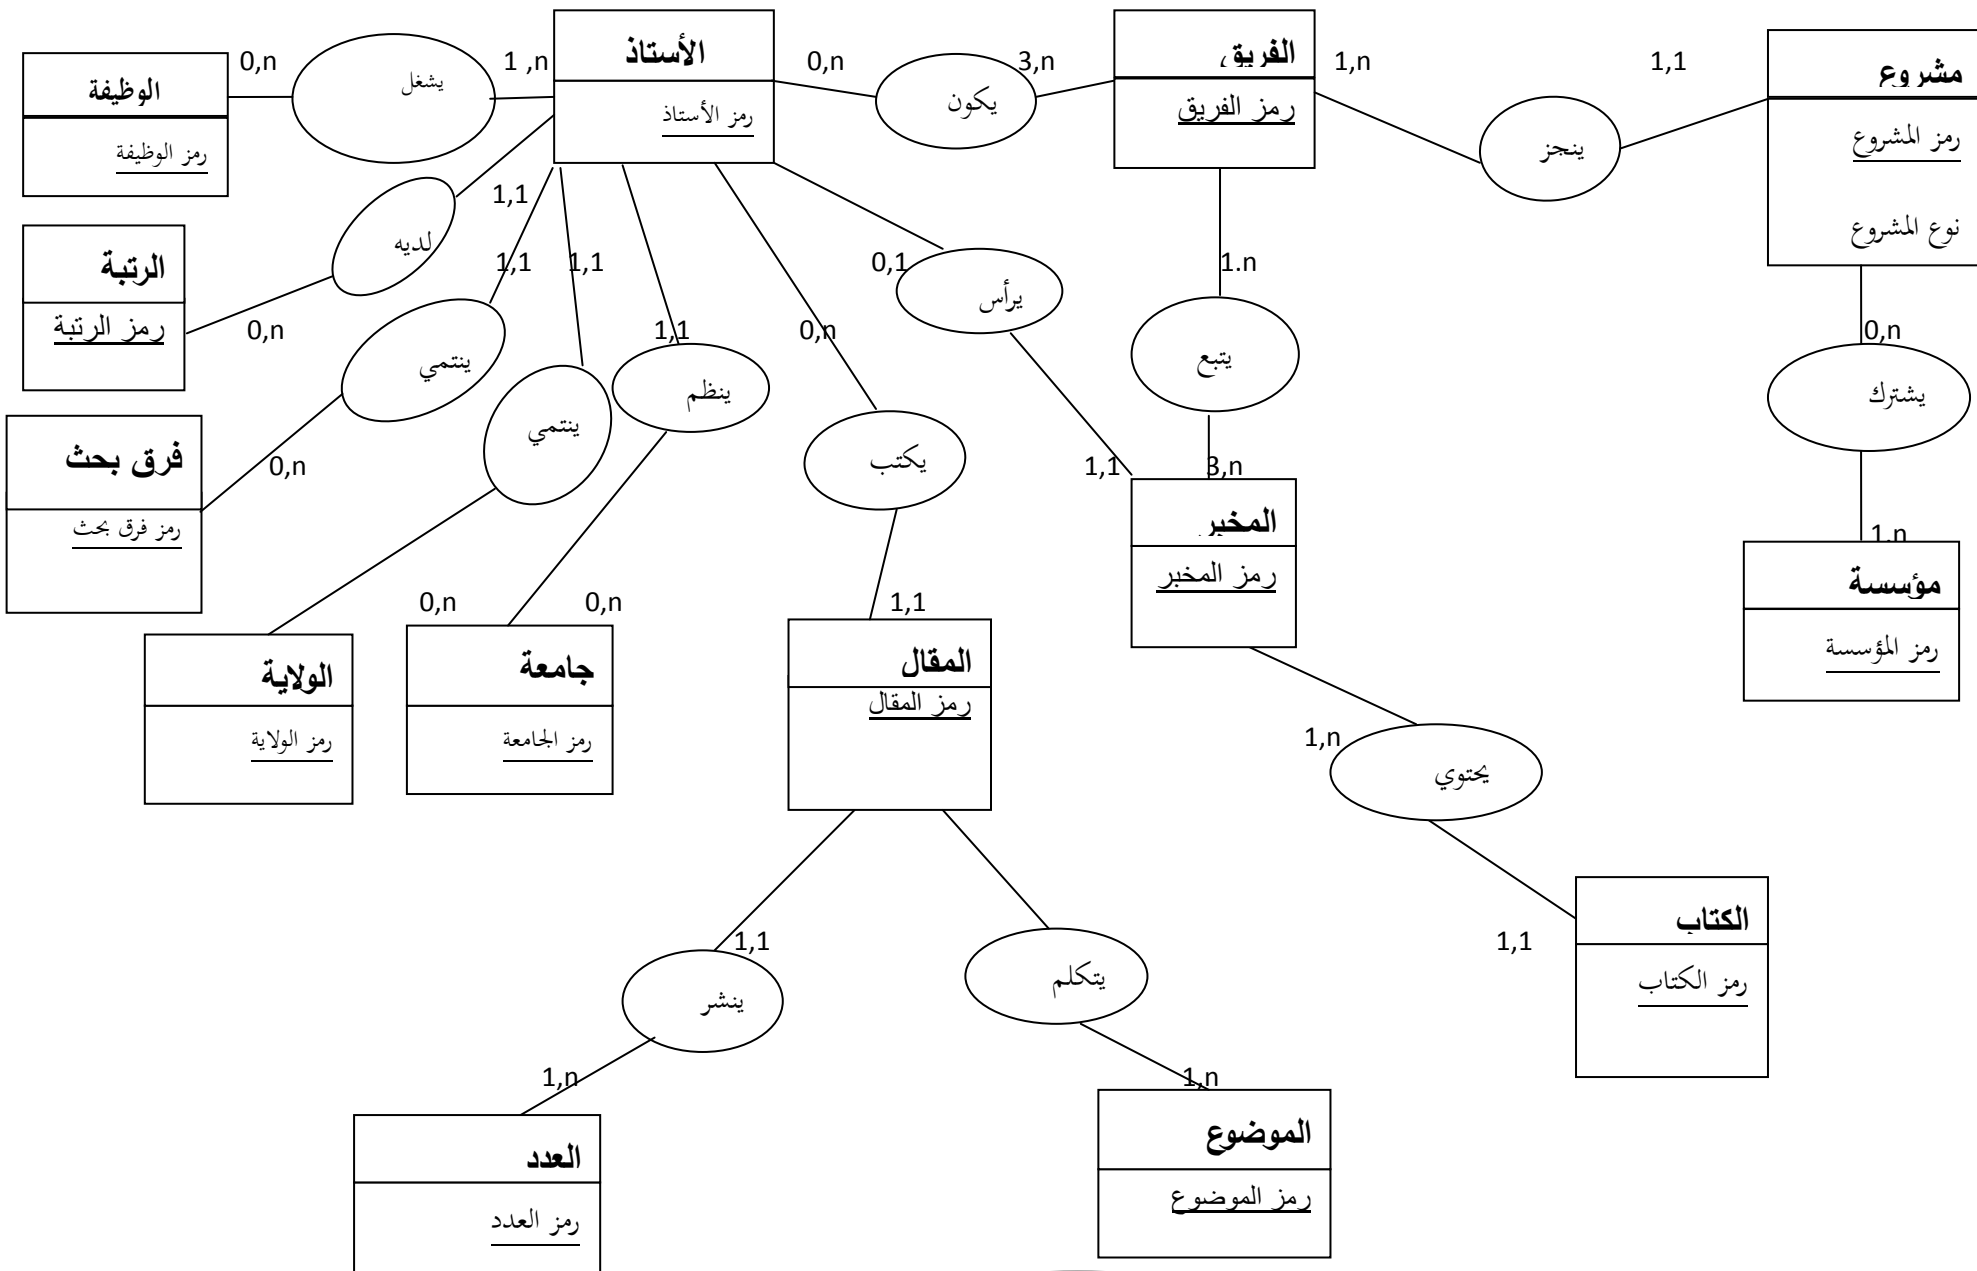 الوظيفة
رمز الوظيفة
0,n
يشغل
1 ,n
الأستاذ
رمز الأستاذ
0,n
يكون
3,n
الفريق
رمز الفريق
1,n
ينجز
1,1
مشروع
رمز المشروع
نوع المشروع
الرتبة
رمز الرتبة
0,n
لديه
1,1
فرق بحث
رمز فرق بحث
0,n
ينتمي
1,1
ينتمي
1,1
ينظم
1,1
يكتب
0,n
يرأس
0,1
1,1
1.n
يتبع
3,n
0,n
يشترك
1.n
مؤسسة
رمز المؤسسة
المخبر
رمز المخبر
الولاية
رمز الولاية
0,n
جامعة
رمز الجامعة
0,n
المقال
رمز المقال
1,1
1,n
يحتوي
1,1
الكتاب
رمز الكتاب
1,1
ينشر
1,n
يتكلم
1,n
العدد
رمز العدد
الموضوع
رمز الموضوع